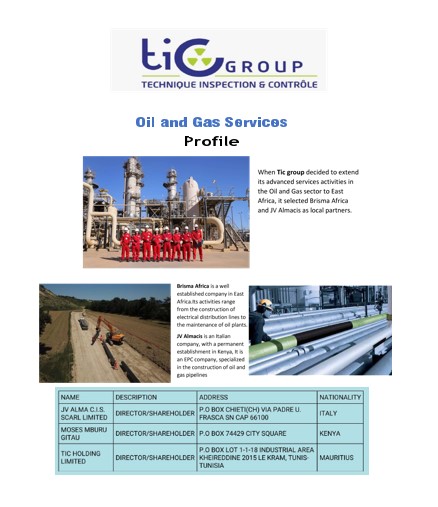 tiC GROUP
TECHNIQUE INSPECTION & CONTRÔLE
Oil and Gas Services
Profile
When Tic group decided to extend
its advanced services activities in
the Oil and Gas sector to East
Africa, it selected Brisma Africa
and JV Almacis as local partners.
Brisma Africa is a well
established company in East
Africa.Its activities range
from the construction of
electrical distribution lines to
the maintenance of oil plants.
JV Almacis is an Italian
company, with a permanent
establishment in Kenya, It is
an EPC company, specialized
in the construction of oil and
gas pipelines
NAME DESCRIPTION ADDRESS NATIONALITY
JV ALMA C.I.S. SCARL LIMITED DIRECTOR/SHAREHOLDER P.O BOX CHIETI(CH) VIA PADRE U. FRASCA SN CAP 66100 ITALY
MOSES MBURU GITAU DIRECTOR/SHAREHOLDER P.O BOX 74429 CITY SQUARE KENYA
TIC HOLDING LIMITED DIRECTOR/SHAREHOLDER P.O BOX LOT 1-1-18 INDUSTRIAL AREA KHEIREDDINE 2015 LE KRAM, TUNIS- TUNISIA MAURITIUS